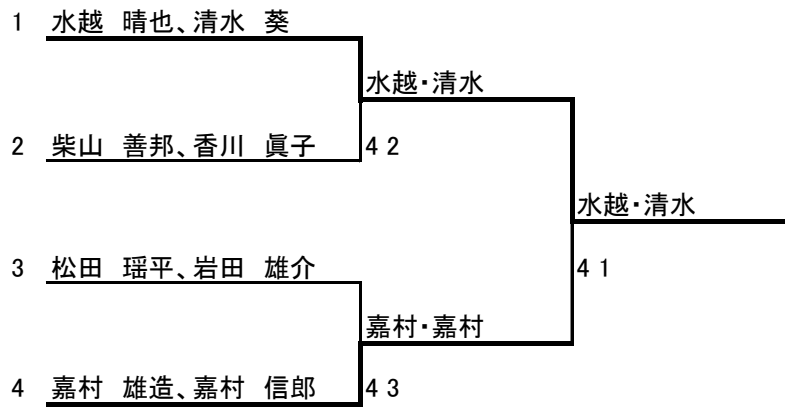 1 水越 晴也、清水 葵
水越・清水
2 柴山 善邦、香川 眞子 4 2
水越・清水
3 松田 瑶平、岩田 雄介 4 1
嘉村・嘉村
4 嘉村 雄造、嘉村 信郎 4 3